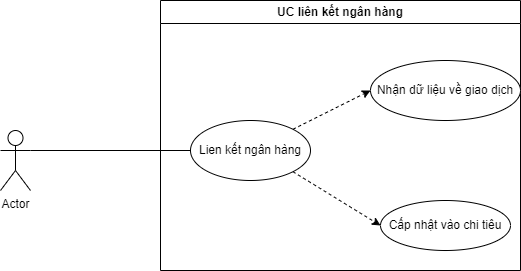 UC liên kết ngân hàng
Nhận dữ liệu về giao dịch
Lien kết ngân hàng
Actor
Cấp nhật vào chi tiêu